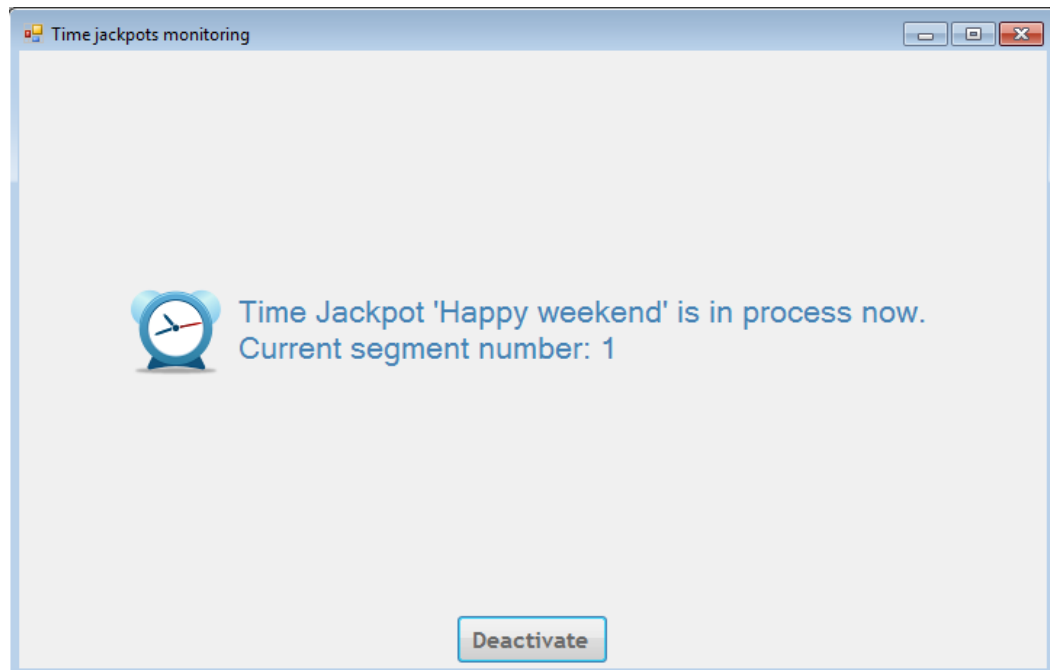 Time jackpots monitoring
Time Jackpot 'Happy weekend' is in process now.
Current segment number: 1
Deactivate